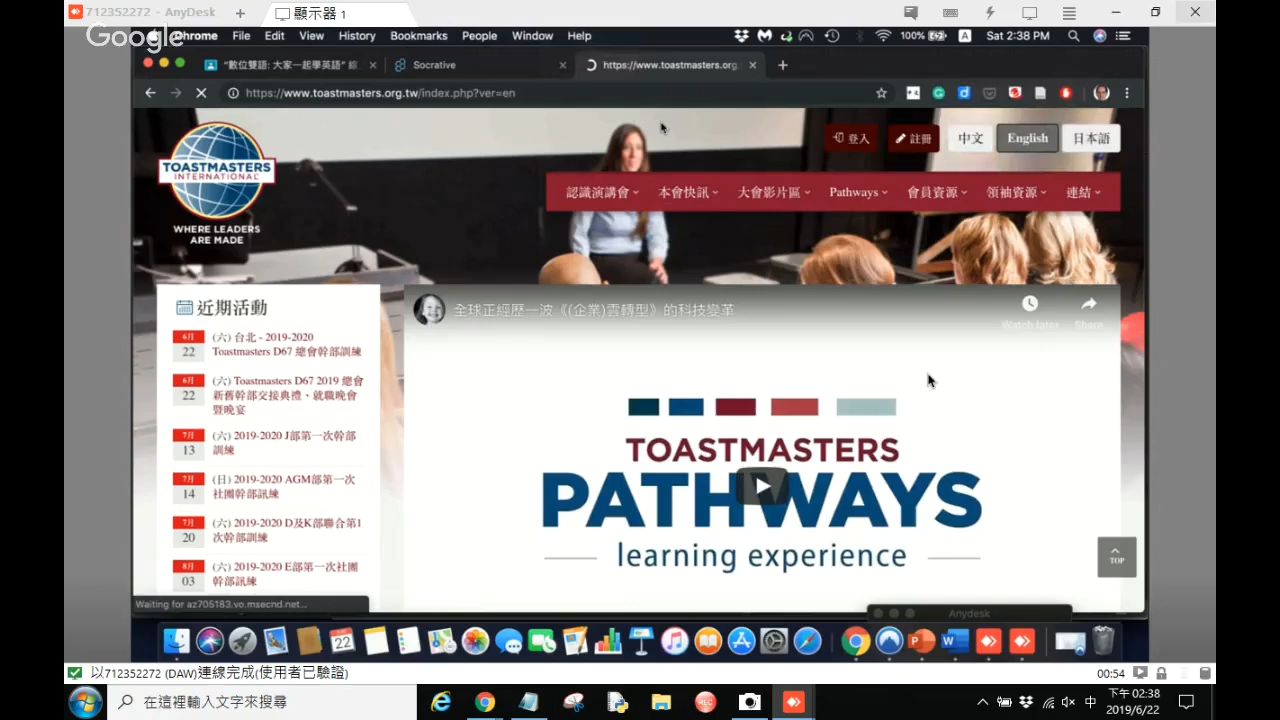 712352272 - AnyDesk
顯示器 1
Google
Chrome File Edit View History Bookmarks People Window Help
100%
Sat 2:38 PM
"數位雙語: 大家一起學英語" 綜
Socrative
https://www.toastmasters.org.
https://www.toastmasters.org.tw/index.php?ver=en
登入
註冊
中文
English
日本語
TOASTMASTERS
INTERNATIONAL
WHERE LEADERS
ARE MADE
認識演講會
本會快訊
大會影片區
Pathways
會員資源
領袖資源
連結
近期活動
6月
22
(六) 台北 - 2019-2020
Toastmasters D67 總會幹部訓練
6月
22
(六) Toastmasters D67 2019 總會
新舊幹部交接典禮、就職晚會
暨晚宴
7月
13
(六) 2019-2020 J部第一次幹部
訓練
7月
14
(日) 2019-2020 AGM部第一次
社團幹部訊練
7月
20
(六) 2019-2020 D及K部聯合第1
次幹部訓練
8月
03
(六) 2019-2020 E部第一次社團
幹部訊練
全球正經歷一波《(企業)雲轉型》的科技變革
Watch later
Share
TOASTMASTERS
PATHWAYS
learning experience
TOP
Waiting for az705183.vo.msecnd.net...
Anydesk
22
以712352272 (DAW)連線完成(使用者已驗證)
00:54
在這裡輸入文字來搜尋
REC
中
下午 02:38
2019/6/22